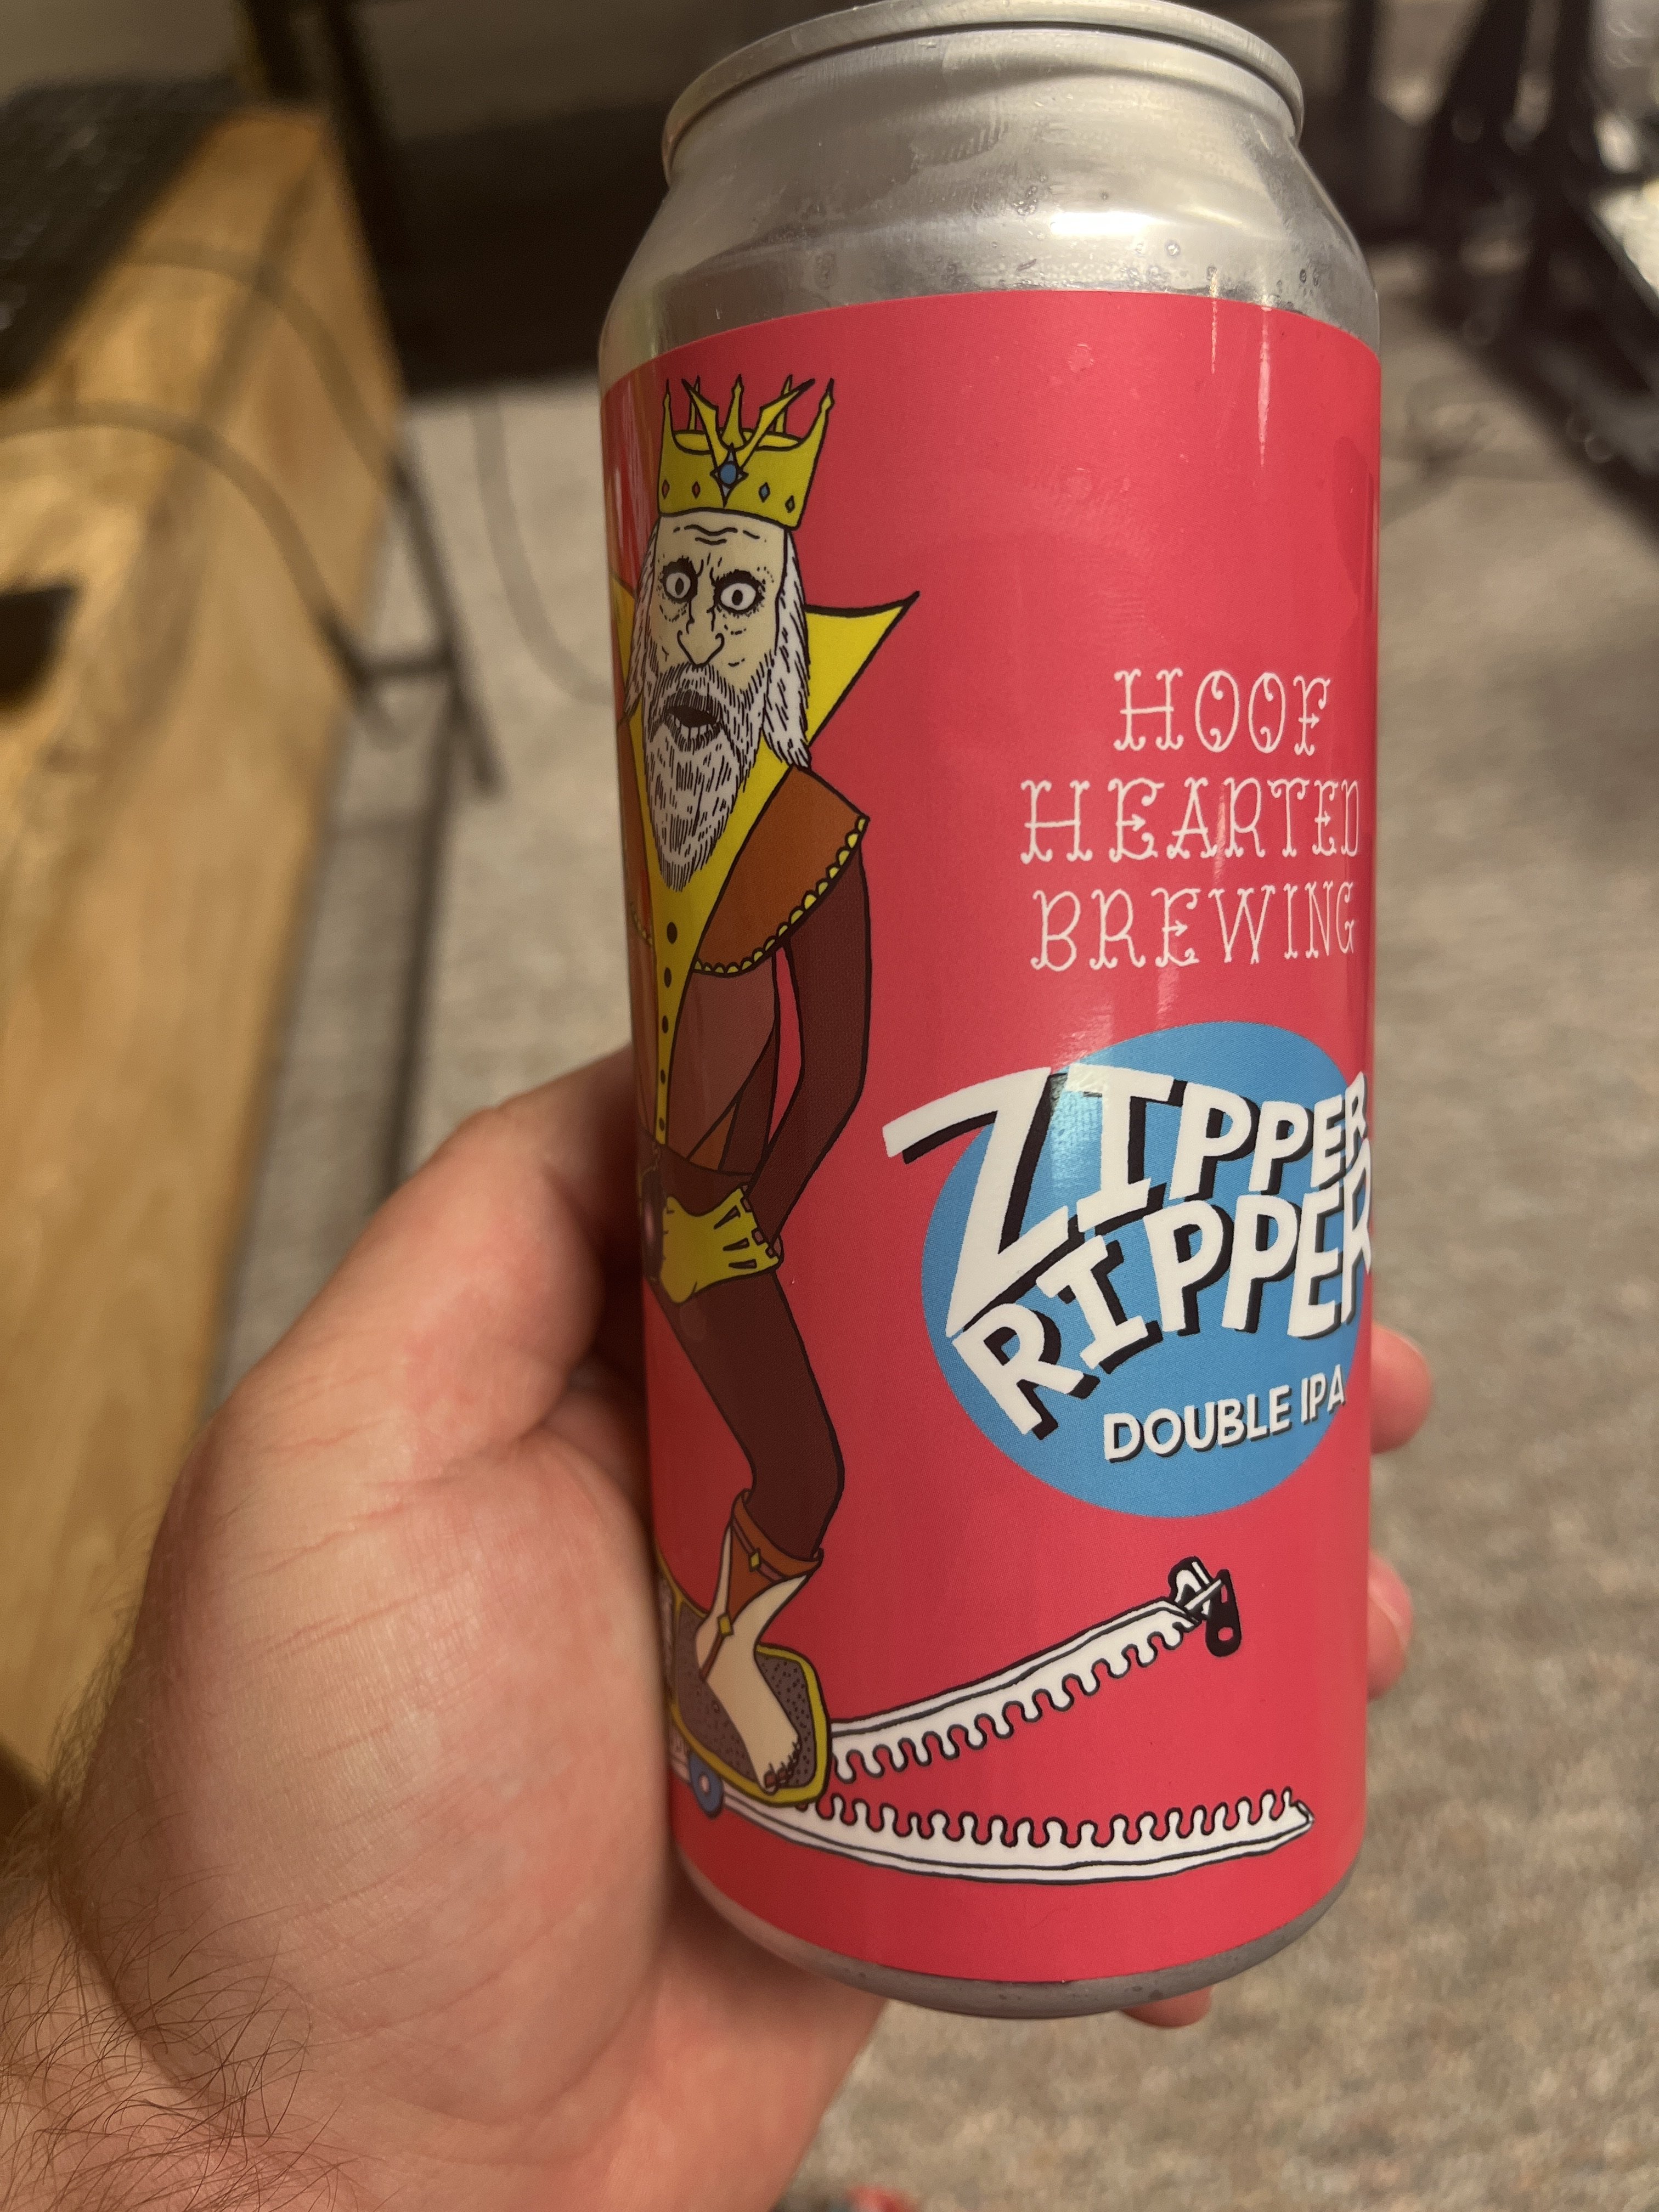 HOOF
HEARTED
BREWING
ZIPPER
RIPPER
DOUBLE IPA